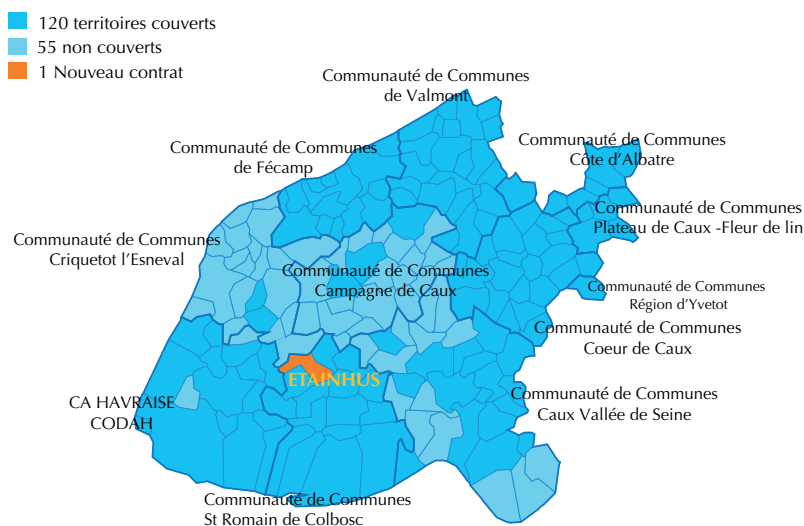 120 territoires couverts
55 non couverts
1 Nouveau contrat
Communauté de Communes
de Valmont
Communauté de Communes
Côte d'Albatre
Communauté de Communes
de Fécamp
Communauté de Communes
Plateau de Caux -Fleur de lin
Communauté de Communes
Criquetot l'Esneval
Communauté de Communes
Campagne de Caux
Communauté de Communes
Région d'Yvetot
Communauté de Communes
Coeur de Caux
ETAINHUS
CA HAVRAISE
CODAH
Communauté de Communes
Caux Vallée de Seine
Communauté de Communes
St Romain de Colbosc